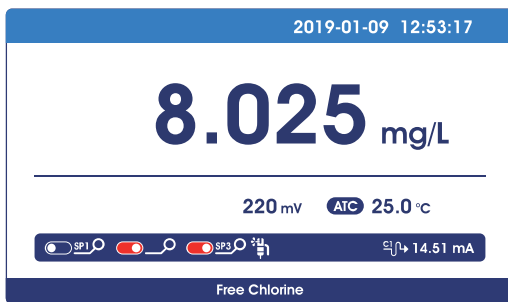 2019-01-09 12:53:17
8.025 mg/L
220 mV ATC 25.0 °C
SP1 SP3 Cl 14.51 mA
Free Chlorine